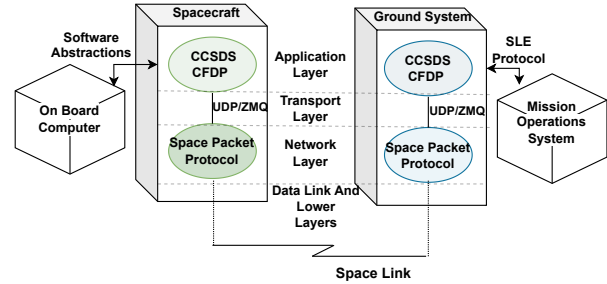 Spacecraft
Ground System
Software
Abstractions
SLE
Protocol
CCSDS
CFDP
Application
Layer
CCSDS
CFDP
On Board
Computer
UDP/ZMQ
Transport
Layer
UDP/ZMQ
Mission
Operations
System
Space Packet
Protocol
Network
Layer
Space Packet
Protocol
Data Link And
Lower
Layers
Space Link